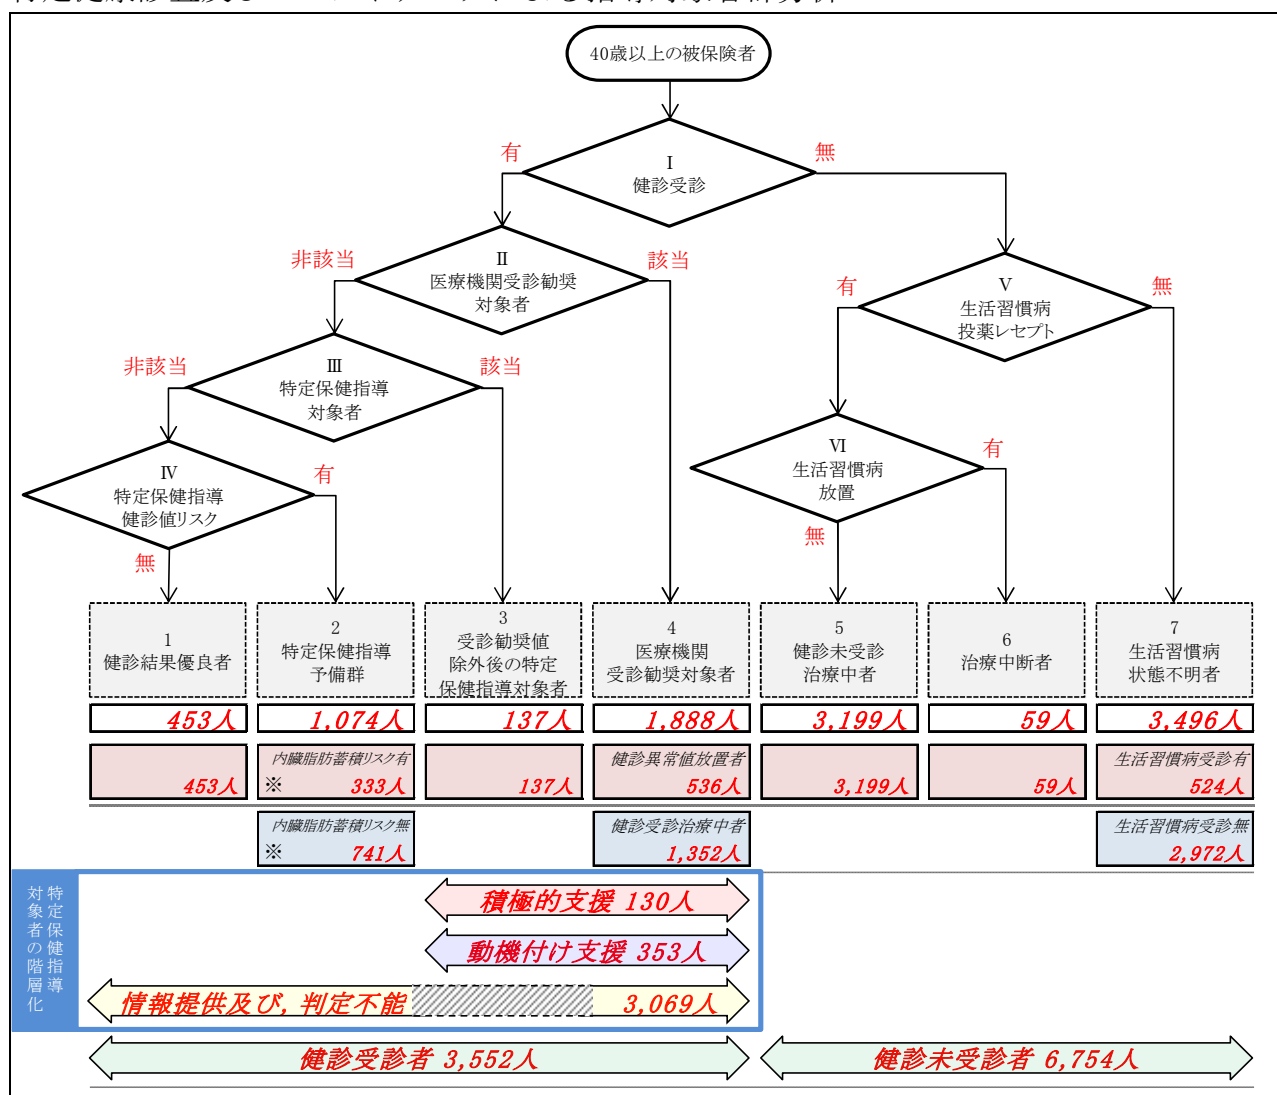 40歳以上の被保険者
Ⅰ
健診受診
有
無
Ⅱ
医療機関受診勧奨
対象者
非該当
該当
Ⅴ
生活習慣病
投薬レセプト
有
無
Ⅲ
特定保健指導
対象者
非該当
該当
Ⅵ
生活習慣病
放置
有
無
Ⅳ
特定保健指導
健診値リスク
有
無
1
健診結果優良者
2
特定保健指導
予備群
3
受診勧奨値
除外後の特定
保健指導対象者
4
医療機関
受診勧奨対象者
5
健診未受診
治療中者
6
治療中断者
7
生活習慣病
状態不明者
453人
1,074人
137人
1,888人
3,199人
59人
3,496人
453人
内臓脂肪蓄積リスク有
※ 333人
137人
健診異常値放置者
536人
3,199人
59人
生活習慣病受診有
524人
内臓脂肪蓄積リスク無
※ 741人
健診受診治療中者
1,352人
生活習慣病受診無
2,972人
特定保健指導
対象者の階層化
積極的支援 130人
動機付け支援 353人
情報提供及び, 判定不能 3,069人
健診受診者 3,552人
健診未受診者 6,754人